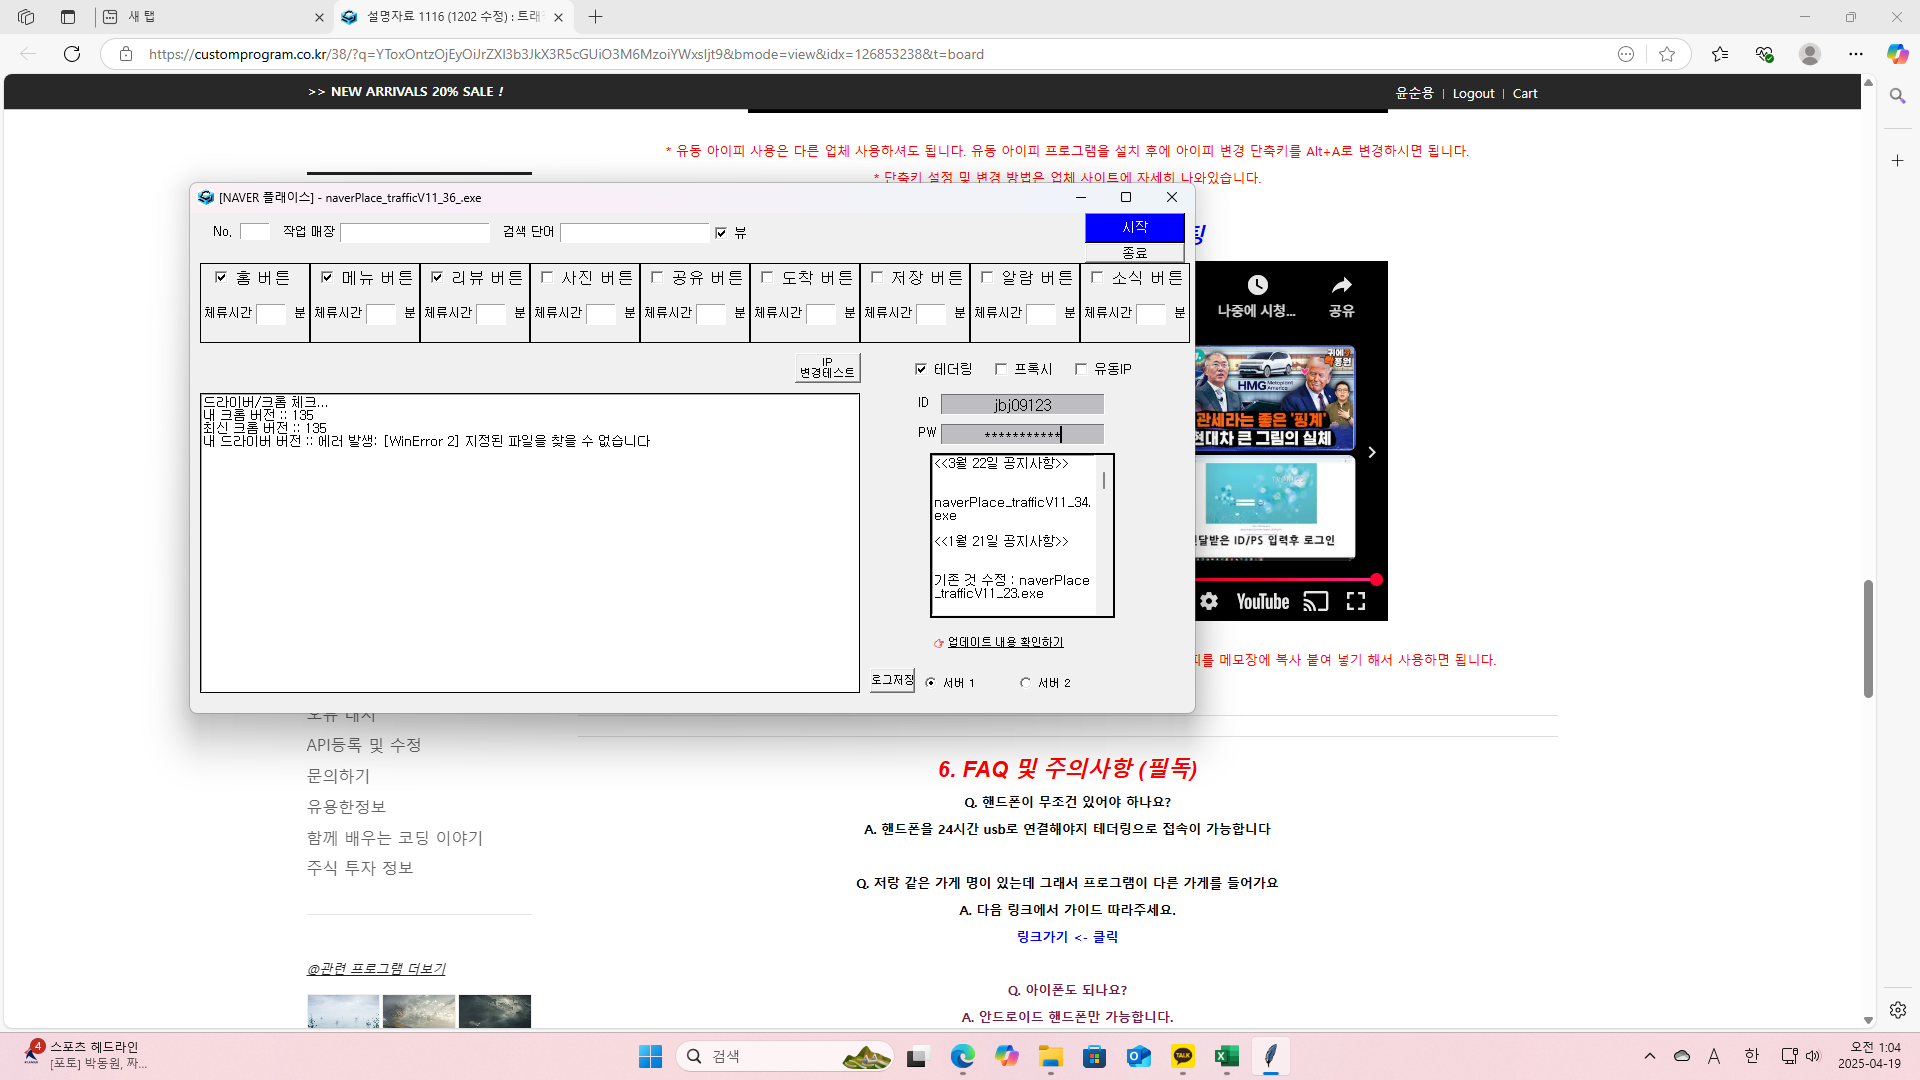 새 탭
설명자료 1116 (1202 수정) : 트래
https://customprogram.co.kr/38/?q=YToxOntzOjEyOiJrZXl3b3JkX3R5cGUiO3M6MzoiYWxsIjt9&bmode=view&idx=126853238&t=board
>> NEW ARRIVALS 20% SALE !
윤순용 | Logout | Cart
* 유동 아이피 사용은 다른 업체 사용하셔도 됩니다. 유동 아이피 프로그램을 설치 후에 아이피 변경 단축키를 Alt+A로 변경하시면 됩니다.
* 단축키 설정 및 변경 방법은 업체 사이트에 자세히 나와있습니다.
[NAVER 플래이스] - naverPlace_trafficV11_36_.exe
No. 작업 매장 검색 단어 뷰
시작
종료
팅
홈 버튼 메뉴 버튼 리뷰 버튼 사진 버튼 공유 버튼 도착 버튼 저장 버튼 알람 버튼 소식 버튼
체류시간 분 체류시간 분 체류시간 분 체류시간 분 체류시간 분 체류시간 분 체류시간 분 체류시간 분 체류시간 분
나중에 시청... 공유
IP
변경테스트
테더링 프록시 유동IP
드라이버/크롬 체크...
내 크롬 버전 :: 135
최신 크롬 버전 :: 135
내 드라이버 버전 :: 에러 발생: [WinError 2] 지정된 파일을 찾을 수 없습니다
ID jbj09123
PW ***********
<<3월 22일 공지사항>>
naverPlace_trafficV11_34.
exe
<<1월 21일 공지사항>>
기존 것 수정 : naverPlace
_trafficV11_23.exe
업데이트 내용 확인하기
로그저장 서버 1 서버 2
HMG Metaplant
America
관세라는 좋은 '핑계'
현대차 큰 그림의 실체
전달받은 ID/PS 입력후 로그인
YouTube
피를 메모장에 복사 붙여 넣기 해서 사용하면 됩니다.
오류 대처
API등록 및 수정
문의하기
유용한정보
함께 배우는 코딩 이야기
주식 투자 정보
@관련 프로그램 더보기
6. FAQ 및 주의사항 (필독)
Q. 핸드폰이 무조건 있어야 하나요?
A. 핸드폰을 24시간 usb로 연결해야지 테더링으로 접속이 가능합니다
Q. 저랑 같은 가게 명이 있는데 그래서 프로그램이 다른 가게를 들어가요
A. 다음 링크에서 가이드 따라주세요.
링크가기 <- 클릭
Q. 아이폰도 되나요?
A. 안드로이드 핸드폰만 가능합니다.
4
스포츠 헤드라인
[포토] 박동원, 짜...
검색
TALK
A 한
오전 1:04
2025-04-19